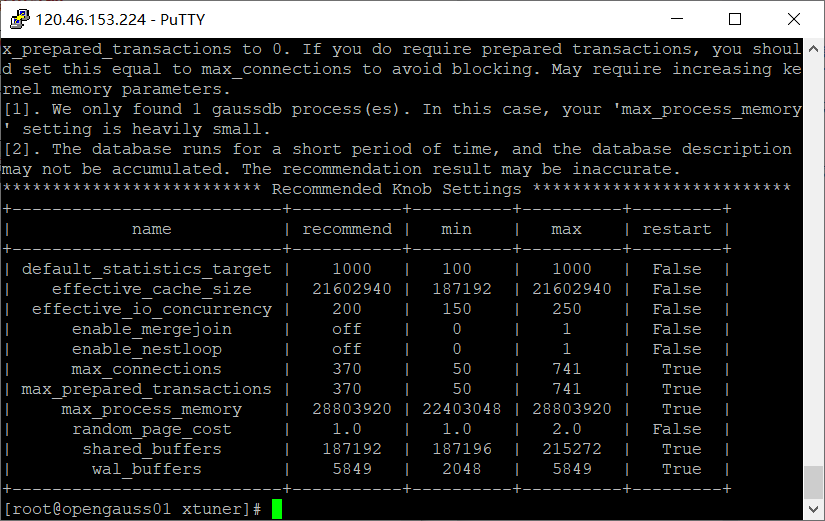 120.46.153.224 - PuTTY
x_prepared_transactions to 0. If you do require prepared transactions, you shoul
d set this equal to max_connections to avoid blocking. May require increasing ke
rnel memory parameters.
[1]. We only found 1 gaussdb process(es). In this case, your 'max_process_memory
' setting is heavily small.
[2]. The database runs for a short period of time, and the database description
may not be accumulated. The recommendation result may be inaccurate.
************************** Recommended Knob Settings **************************
+---------------------------+-----------+----------+-----------+---------+
|            name           | recommend |   min    |    max    | restart |
+---------------------------+-----------+----------+-----------+---------+
| default_statistics_target |    1000   |   100    |    1000   |  False  |
|    effective_cache_size   |  21602940 |  187192  |  21602940 |  False  |
|  effective_io_concurrency |    200    |   150    |    250    |  False  |
|      enable_mergejoin     |    off    |    0     |     1     |  False  |
|      enable_nestloop      |    off    |    0     |     1     |  False  |
|      max_connections      |    370    |    50    |    741    |   True  |
| max_prepared_transactions |    370    |    50    |    741    |   True  |
|     max_process_memory    |  28803920 | 22403048 |  28803920 |   True  |
|      random_page_cost     |    1.0    |   1.0    |    2.0    |  False  |
|       shared_buffers      |   187192  |  187196  |   215272  |   True  |
|        wal_buffers        |    5849   |   2048   |    5849   |   True  |
+---------------------------+-----------+----------+-----------+---------+
[root@opengauss01 xtuner]#